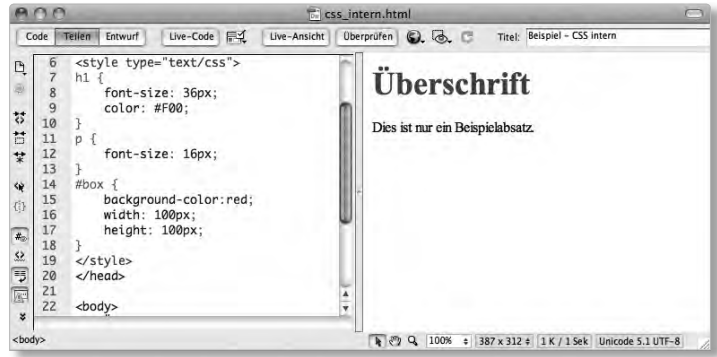 css_intern.html
Code Teilen Entwurf Live-Code Live-Ansicht Überprüfen Titel: Beispiel – CSS intern
6 <style type="text/css">
7 h1 {
8 font-size: 36px;
9 color: #F00;
10 }
11 p {
12 font-size: 16px;
13 }
14 #box {
15 background-color:red;
16 width: 100px;
17 height: 100px;
18 }
19 </style>
20 </head>
21
22 <body>
Überschrift
Dies ist nur ein Beispielabsatz.
<body> 100% 387 x 312 1 K / 1 Sek Unicode 5.1 UTF-8